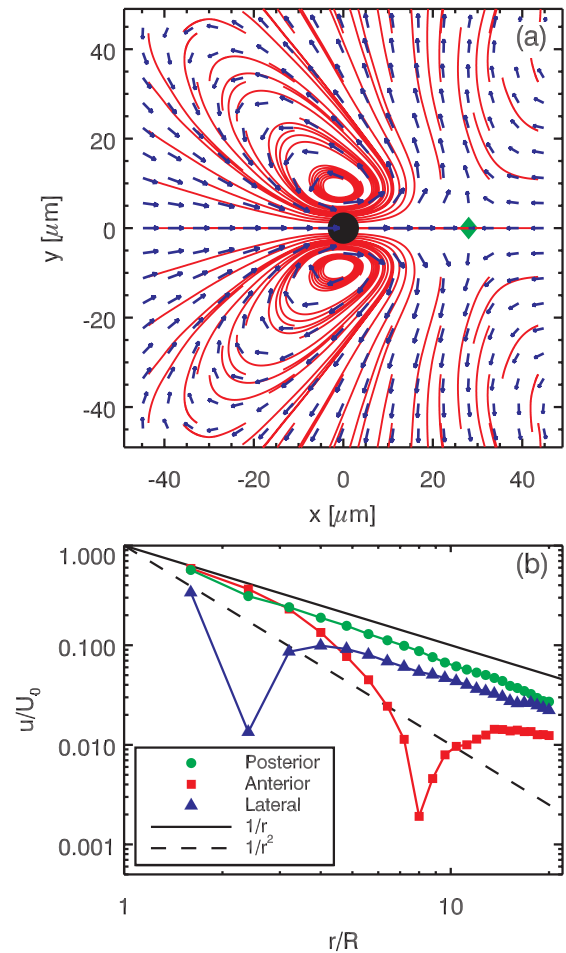 (a)
40
20
0
-20
-40
y [μm]
-40 -20 0 20 40
x [μm]
(b)
1.000
0.100
0.010
0.001
u/U₀
Posterior
Anterior
Lateral
1/r
1/r²
1 10
r/R